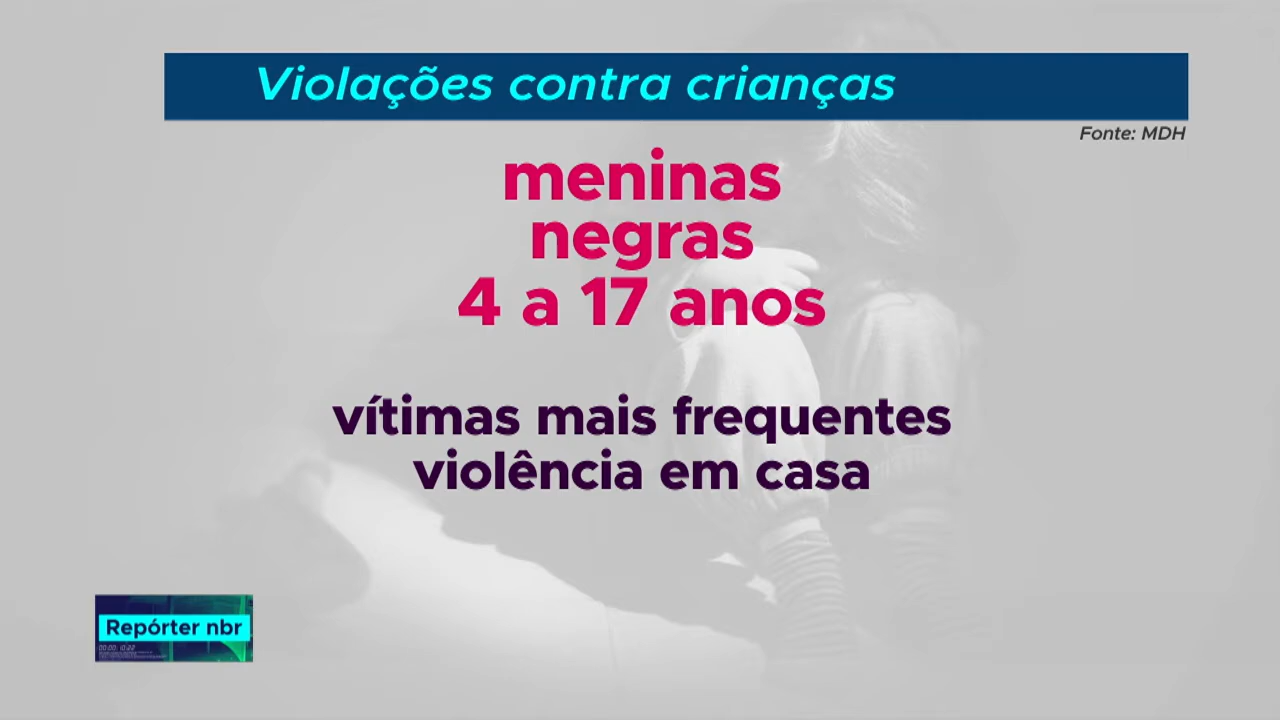 Violações contra crianças
Fonte: MDH
meninas
negras
4 a 17 anos
vítimas mais frequentes
violência em casa
Repórter nbr